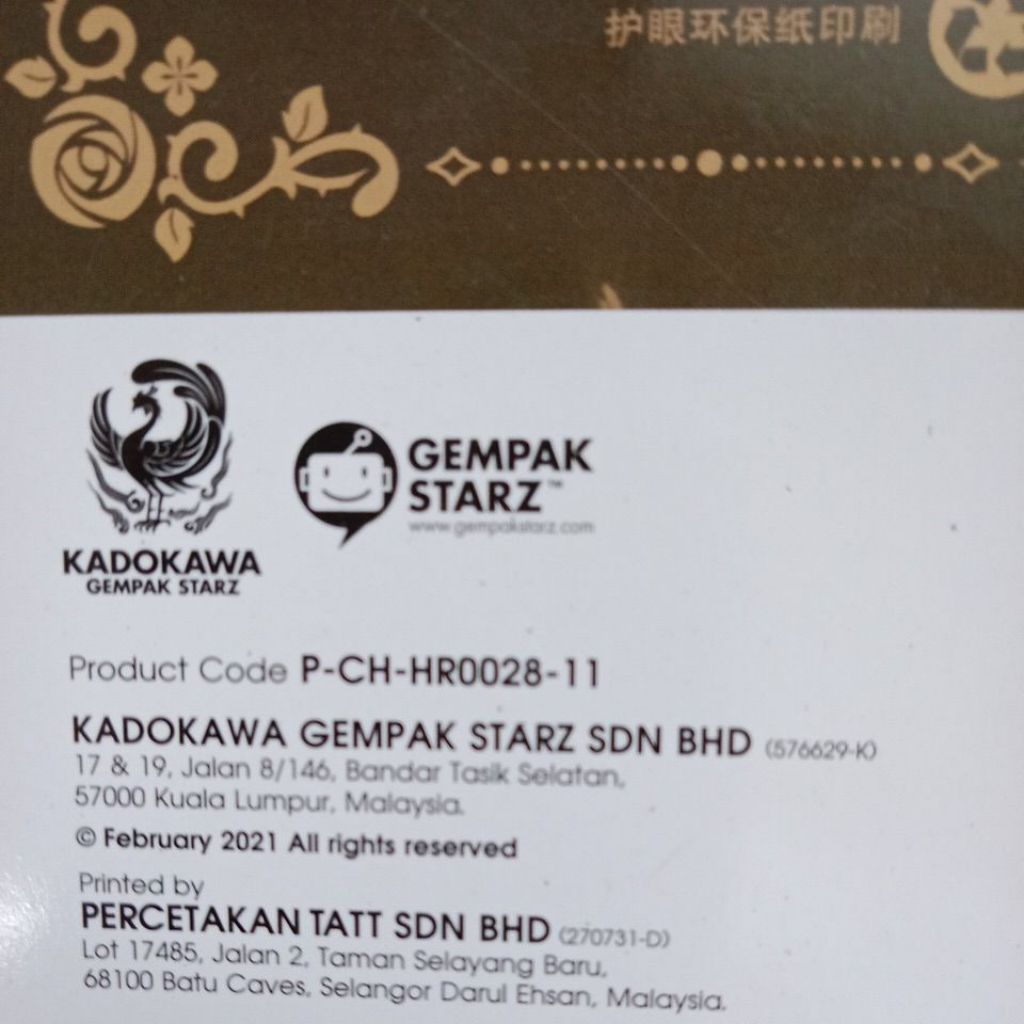 护眼环保纸印刷
KADOKAWA
GEMPAK STARZ
GEMPAK
STARZ™
www.gempakstarz.com
Product Code P-CH-HR0028-11
KADOKAWA GEMPAK STARZ SDN BHD (576629-K)
17 & 19, Jalan 8/146, Bandar Tasik Selatan,
57000 Kuala Lumpur, Malaysia.
© February 2021 All rights reserved
Printed by
PERCETAKAN TATT SDN BHD (270731-D)
Lot 17485, Jalan 2, Taman Selayang Baru,
68100 Batu Caves, Selangor Darul Ehsan, Malaysia.